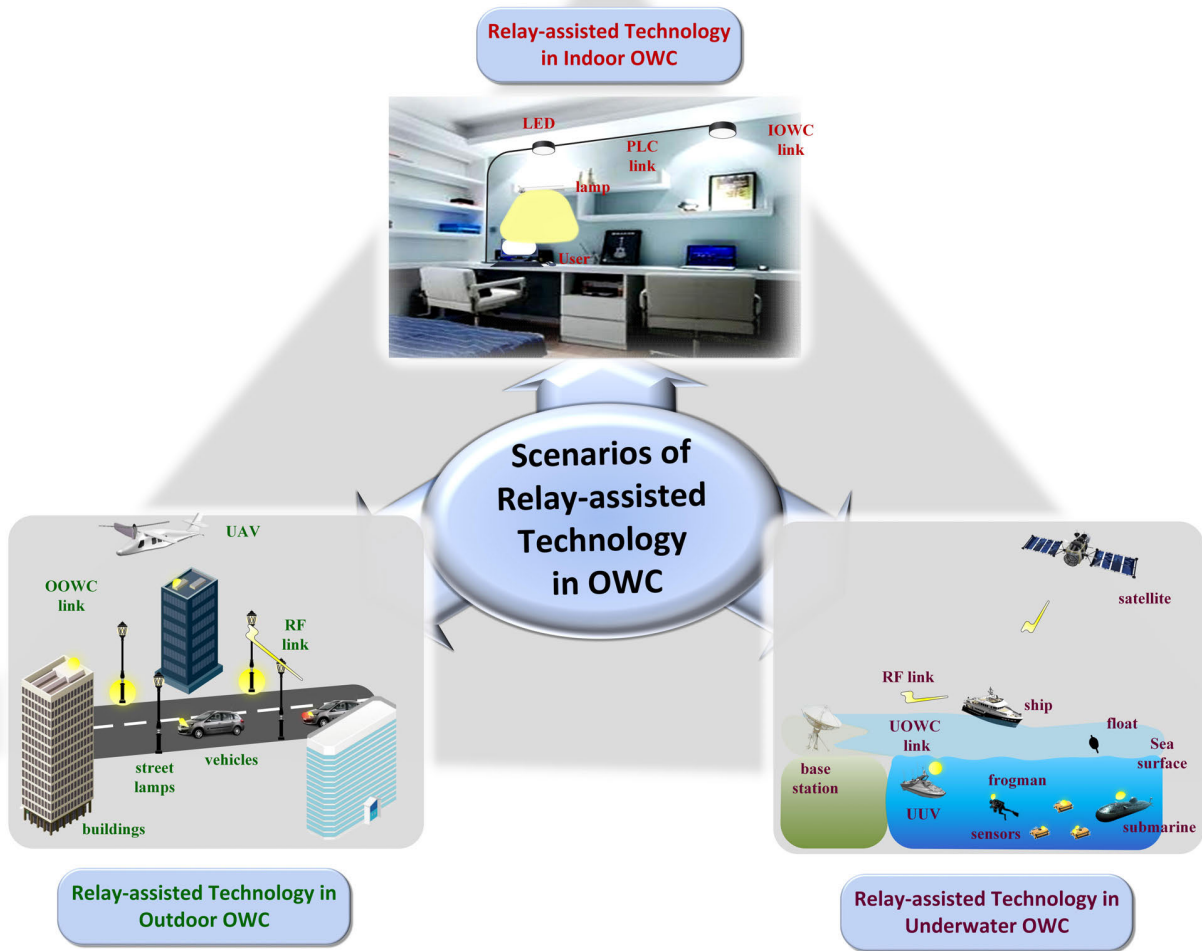 Relay-assisted Technology
in Indoor OWC
LED
PLC
link
IOWC
link
lamp
User
Scenarios of
Relay-assisted
Technology
in OWC
UAV
OOWC
link
RF
link
street
lamps
vehicles
buildings
Relay-assisted Technology in
Outdoor OWC
satellite
RF link
ship
UOWC
link
float
Sea
surface
base
station
frogman
UUV
sensors
submarine
Relay-assisted Technology in
Underwater OWC